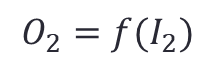 O₂ = f(I₂)